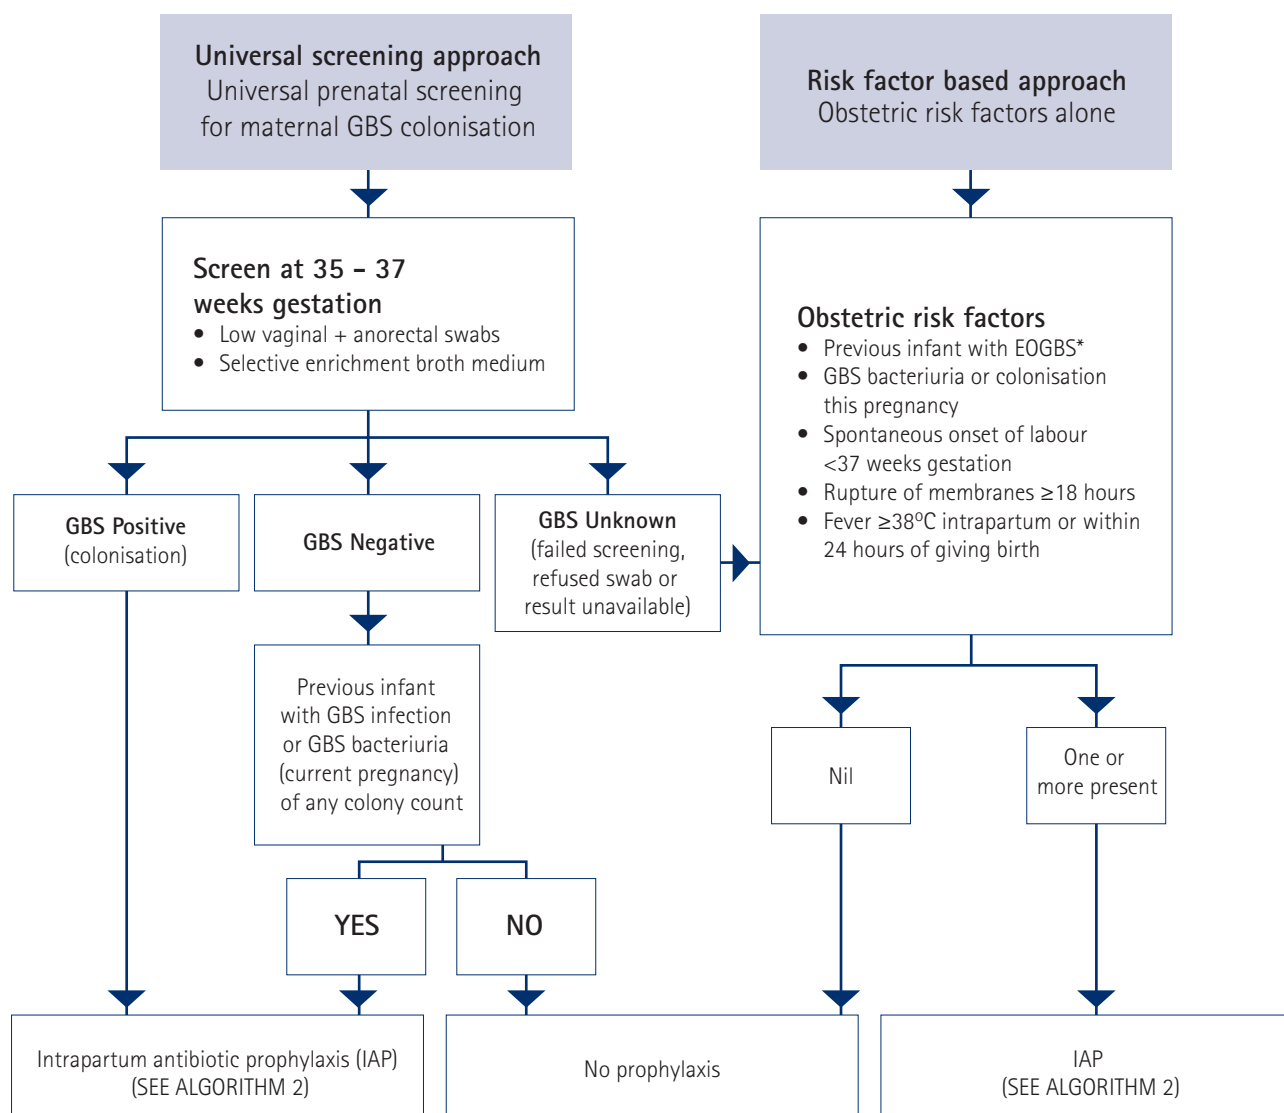 Universal screening approach
Universal prenatal screening
for maternal GBS colonisation
Risk factor based approach
Obstetric risk factors alone
Screen at 35 – 37
weeks gestation
• Low vaginal + anorectal swabs
• Selective enrichment broth medium
Obstetric risk factors
• Previous infant with EOGBS*
• GBS bacteriuria or colonisation
this pregnancy
• Spontaneous onset of labour
<37 weeks gestation
• Rupture of membranes ≥18 hours
• Fever ≥38ºC intrapartum or within
24 hours of giving birth
GBS Positive
(colonisation)
GBS Negative
GBS Unknown
(failed screening,
refused swab or
result unavailable)
Previous infant
with GBS infection
or GBS bacteriuria
(current pregnancy)
of any colony count
Nil
One or
more present
YES
NO
Intrapartum antibiotic prophylaxis (IAP)
(SEE ALGORITHM 2)
No prophylaxis
IAP
(SEE ALGORITHM 2)